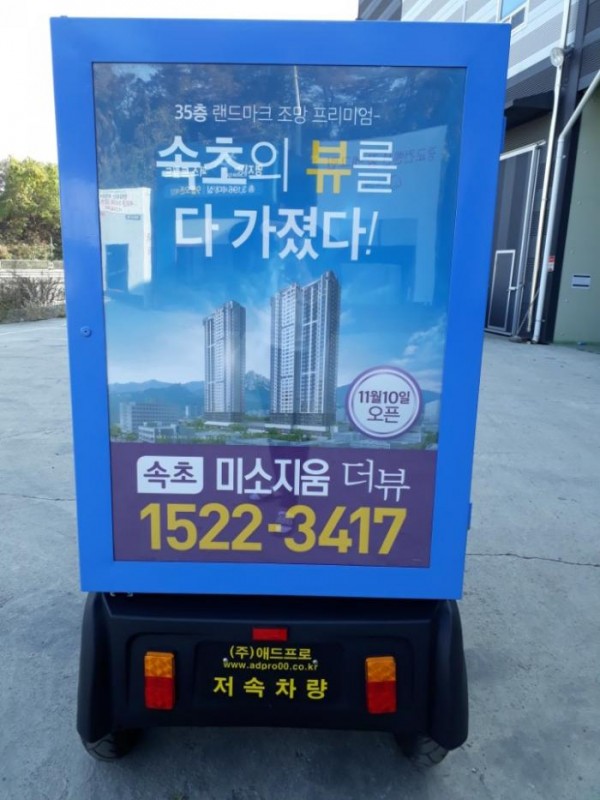 35층 랜드마크 조망 프리미엄-
속초의 뷰를
다 가졌다!
11월10일
오픈
속초 미소지움 더뷰
1522-3417
(주)애드프로
www.adpro00.co.kr
저속차량